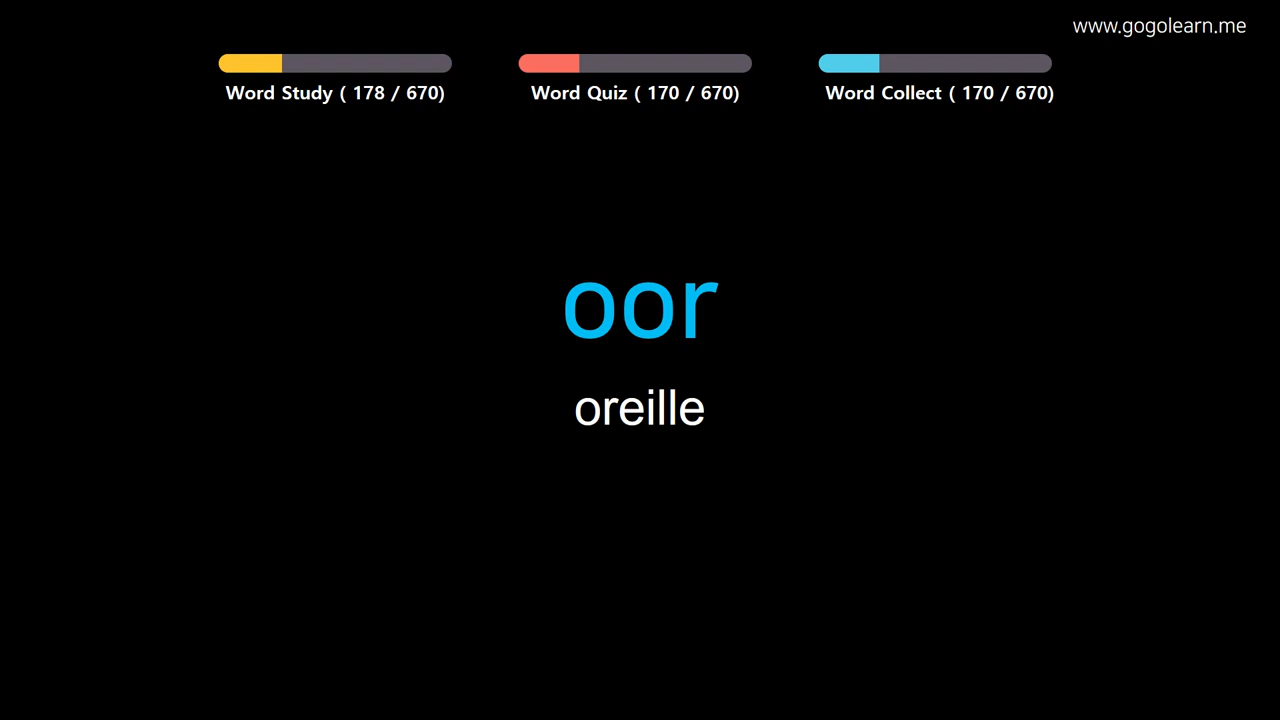 www.gogolearn.me
Word Study ( 178 / 670)
Word Quiz ( 170 / 670)
Word Collect ( 170 / 670)
oor
oreille